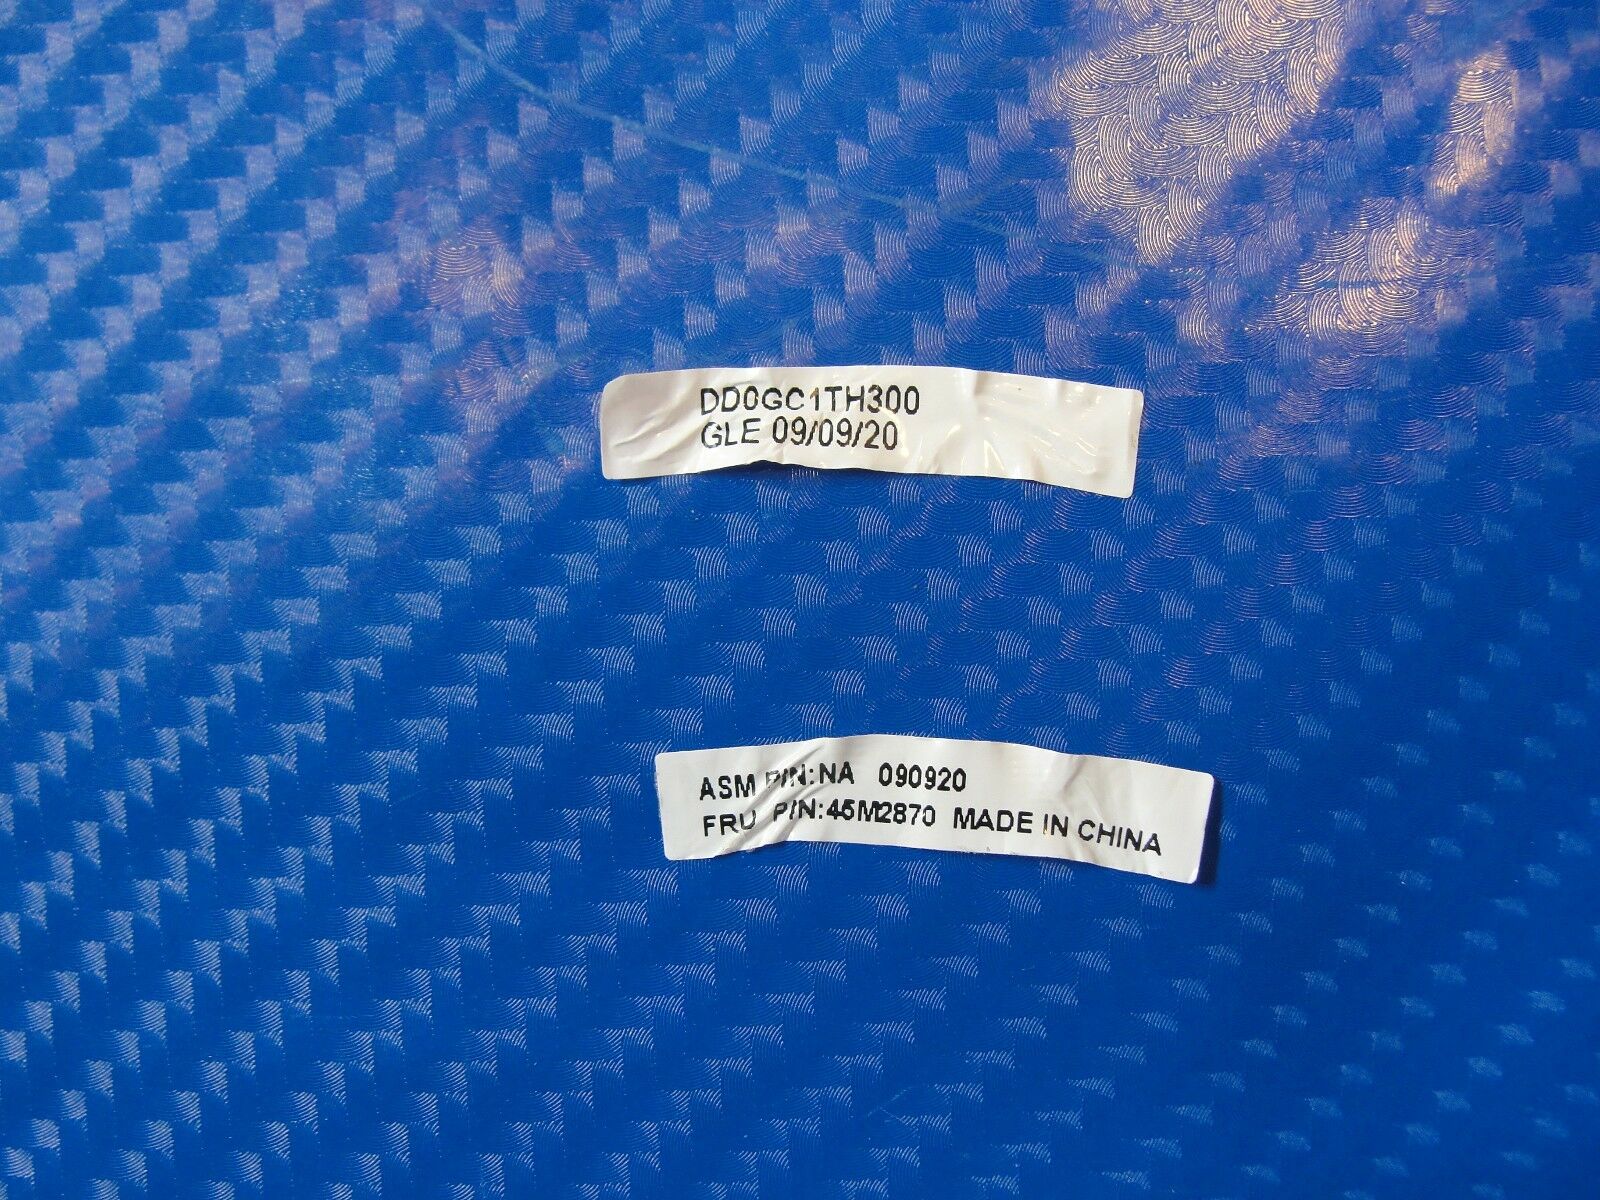 DD0GC1TH300
GLE 09/09/20
ASM P/N:NA 090920
FRU P/N:45M2870 MADE IN CHINA